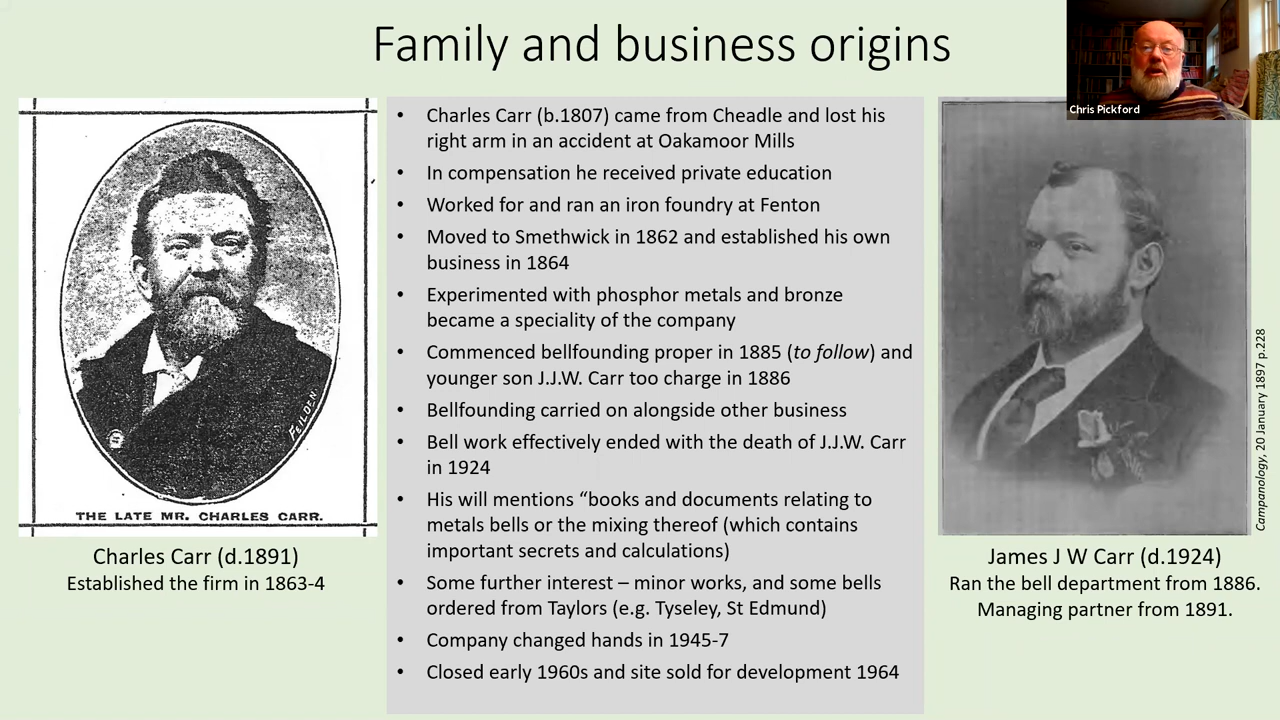 Family and business origins
Chris Pickford
FEILDEN
THE LATE MR. CHARLES CARR.
Charles Carr (d.1891)
Established the firm in 1863-4
• Charles Carr (b.1807) came from Cheadle and lost his
right arm in an accident at Oakamoor Mills
• In compensation he received private education
• Worked for and ran an iron foundry at Fenton
• Moved to Smethwick in 1862 and established his own
business in 1864
• Experimented with phosphor metals and bronze
became a speciality of the company
• Commenced bellfounding proper in 1885 (to follow) and
younger son J.J.W. Carr too charge in 1886
• Bellfounding carried on alongside other business
• Bell work effectively ended with the death of J.J.W. Carr
in 1924
• His will mentions “books and documents relating to
metals bells or the mixing thereof (which contains
important secrets and calculations)
• Some further interest – minor works, and some bells
ordered from Taylors (e.g. Tyseley, St Edmund)
• Company changed hands in 1945-7
• Closed early 1960s and site sold for development 1964
Campanology, 20 January 1897 p.228
James J W Carr (d.1924)
Ran the bell department from 1886.
Managing partner from 1891.